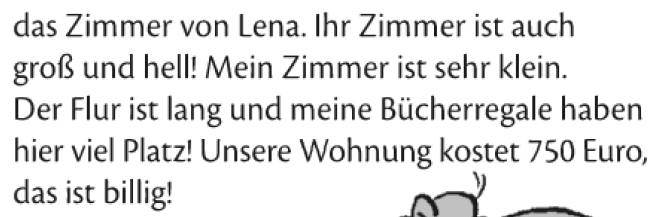 das Zimmer von Lena. Ihr Zimmer ist auch
groß und hell! Mein Zimmer ist sehr klein.
Der Flur ist lang und meine Bücherregale haben
hier viel Platz! Unsere Wohnung kostet 750 Euro,
das ist billig!